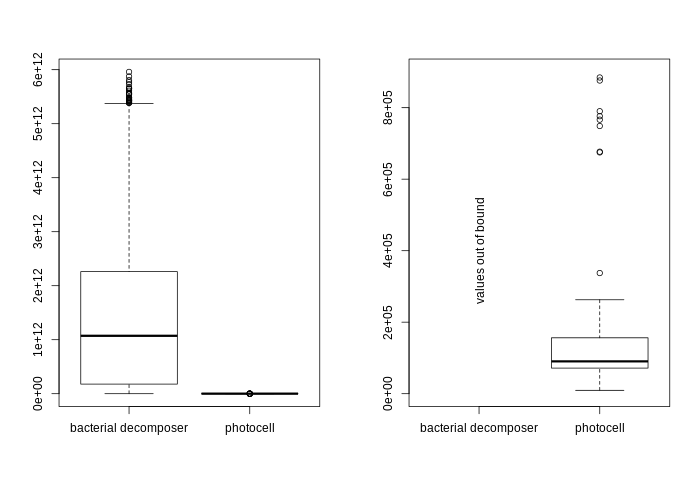 6e+12
5e+12
4e+12
3e+12
2e+12
1e+12
0e+00
bacterial decomposer
photocell
8e+05
6e+05
4e+05
2e+05
0e+00
values out of bound
bacterial decomposer
photocell